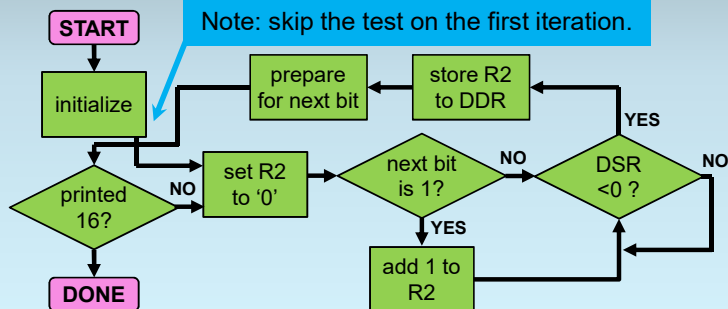 START
Note: skip the test on the first iteration.
initialize
prepare
for next bit
store R2
to DDR
YES
printed
16?
NO
set R2
to ‘0’
next bit
is 1?
NO
DSR
<0 ?
NO
YES
add 1 to
R2
DONE